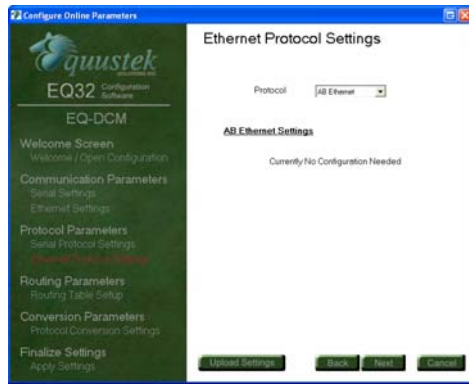 Configure Online Parameters
Equustek
SOLUTIONS INC.
EQ32 Configuration Software
EQ-DCM
Welcome Screen
Welcome / Open Configuration
Communication Parameters
Serial Settings
Ethernet Settings
Protocol Parameters
Serial Protocol Settings
Ethernet Protocol Settings
Routing Parameters
Routing Table Setup
Conversion Parameters
Protocol Conversion Settings
Finalize Settings
Apply Settings
Ethernet Protocol Settings
Protocol AB Ethernet
AB Ethernet Settings
Currently No Configuration Needed
Upload Settings Back Next Cancel